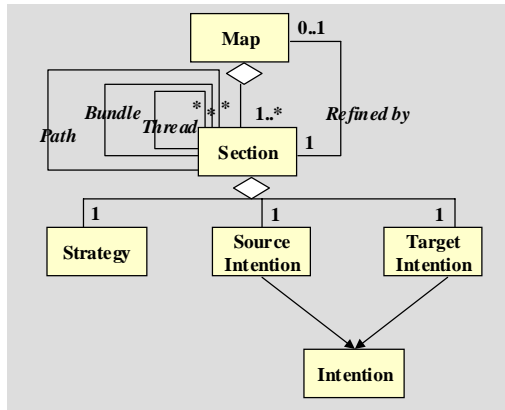 Map
0..1
* * *
1..*
Bundle
Thread
Refined by
Path
Section
1
1
1
1
Strategy
Source
Intention
Target
Intention
Intention